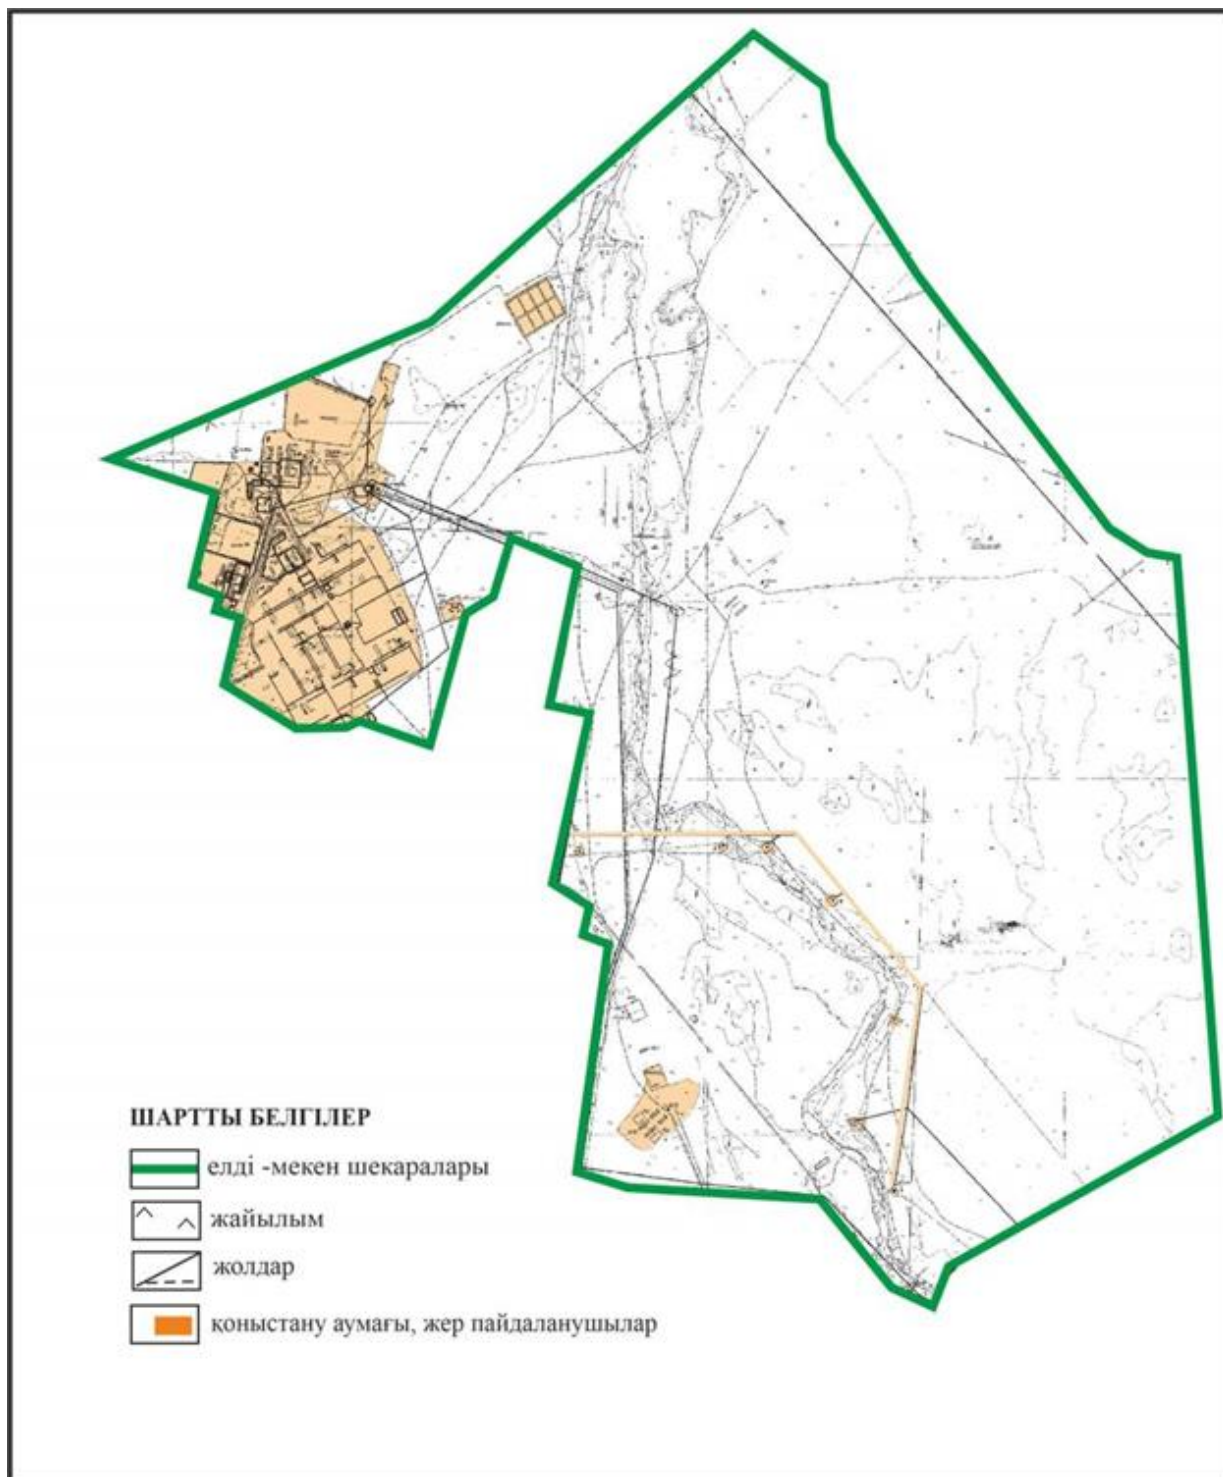 ШАРТТЫ БЕЛГІЛЕР
елді -мекен шекаралары
жайылым
жолдар
қоныстану аумағы, жер пайдаланушылар